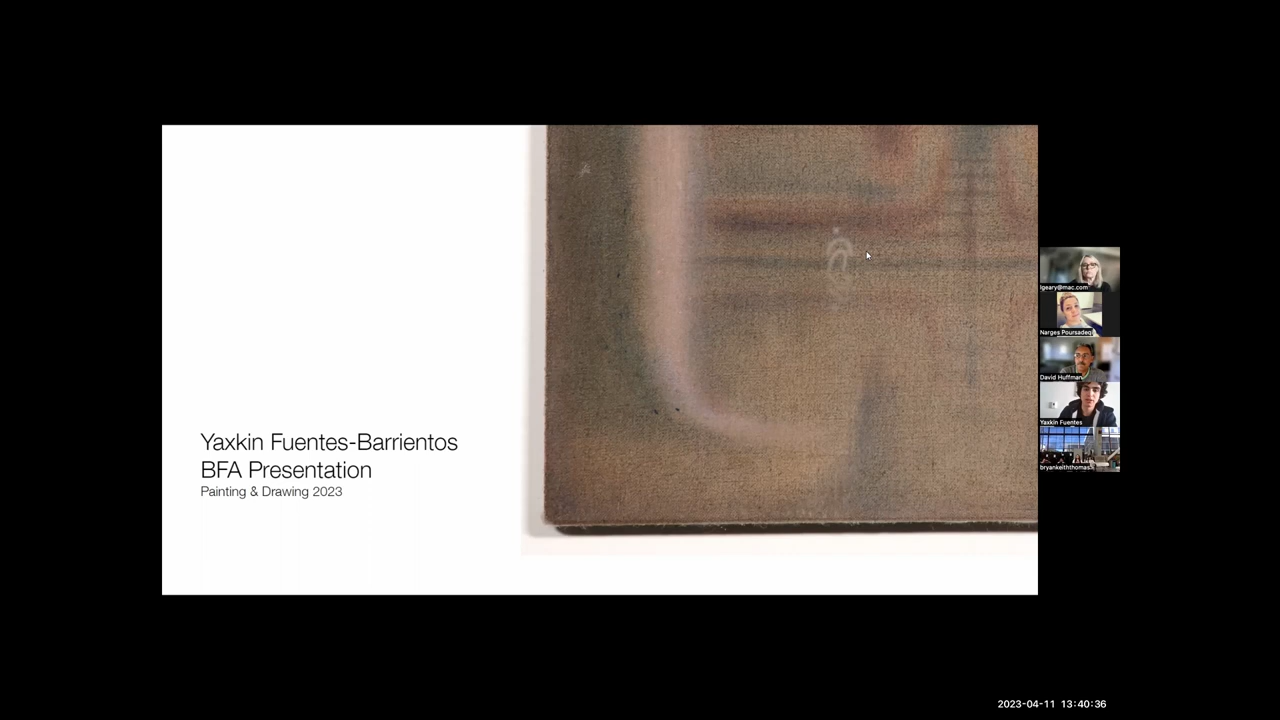 Yaxkin Fuentes-Barrientos
BFA Presentation
Painting & Drawing 2023
lgeary@mac.com
Narges Poursadeqi
David Huffman
Yaxkin Fuentes
bryankeiththomas
2023-04-11 13:40:36